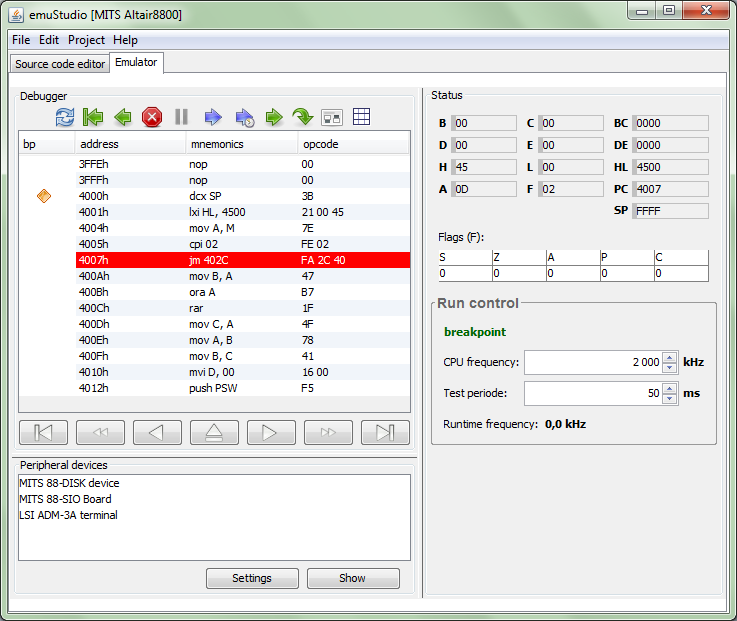 emuStudio [MITS Altair8800]
File Edit Project Help
Source code editor Emulator
Debugger
bp address mnemonics opcode
3FFEh nop 00
3FFFh nop 00
4000h dcx SP 3B
4001h lxi HL, 4500 21 00 45
4004h mov A, M 7E
4005h cpi 02 FE 02
4007h jm 402C FA 2C 40
400Ah mov B, A 47
400Bh ora A B7
400Ch rar 1F
400Dh mov C, A 4F
400Eh mov A, B 78
400Fh mov B, C 41
4010h mvi D, 00 16 00
4012h push PSW F5
Peripheral devices
MITS 88-DISK device
MITS 88-SIO Board
LSI ADM-3A terminal
Settings Show
Status
B 00 C 00 BC 0000
D 00 E 00 DE 0000
H 45 L 00 HL 4500
A 0D F 02 PC 4007
SP FFFF
Flags (F):
S Z A P C
0 0 0 0 0
Run control
breakpoint
CPU frequency: 2 000 kHz
Test periode: 50 ms
Runtime frequency: 0,0 kHz